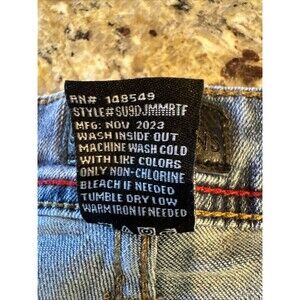 RN# 148549
STYLE#SU9DJMMRTF
MFG: NOV 2023
WASH INSIDE OUT
MACHINE WASH COLD
WITH LIKE COLORS
ONLY NON-CHLORINE
BLEACH IF NEEDED
TUMBLE DRY LOW
WARM IRON IF NEEDED